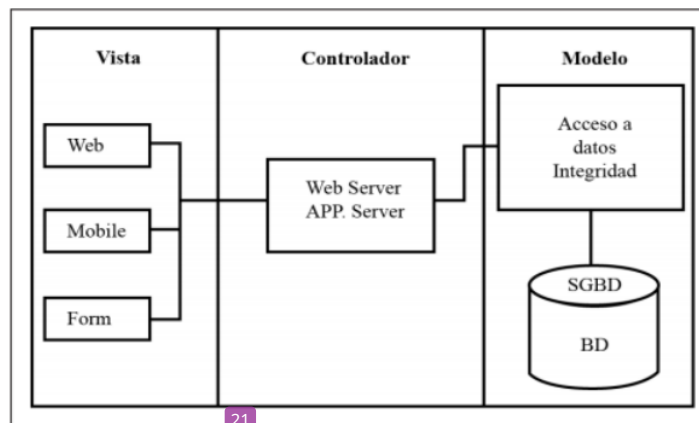 Vista
Controlador
Modelo
Web
Mobile
Form
Web Server
APP. Server
Acceso a
datos
Integridad
SGBD
BD
21